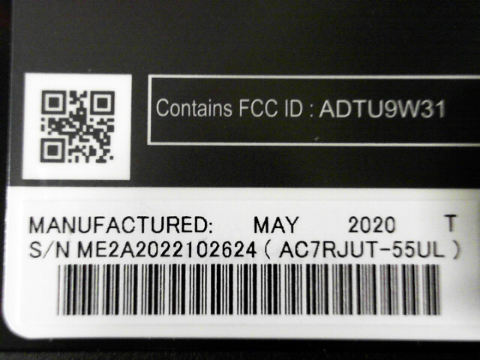 Contains FCC ID : ADTU9W31
MANUFACTURED: MAY 2020 T
S/N ME2A2022102624 ( AC7RJUT-55UL )